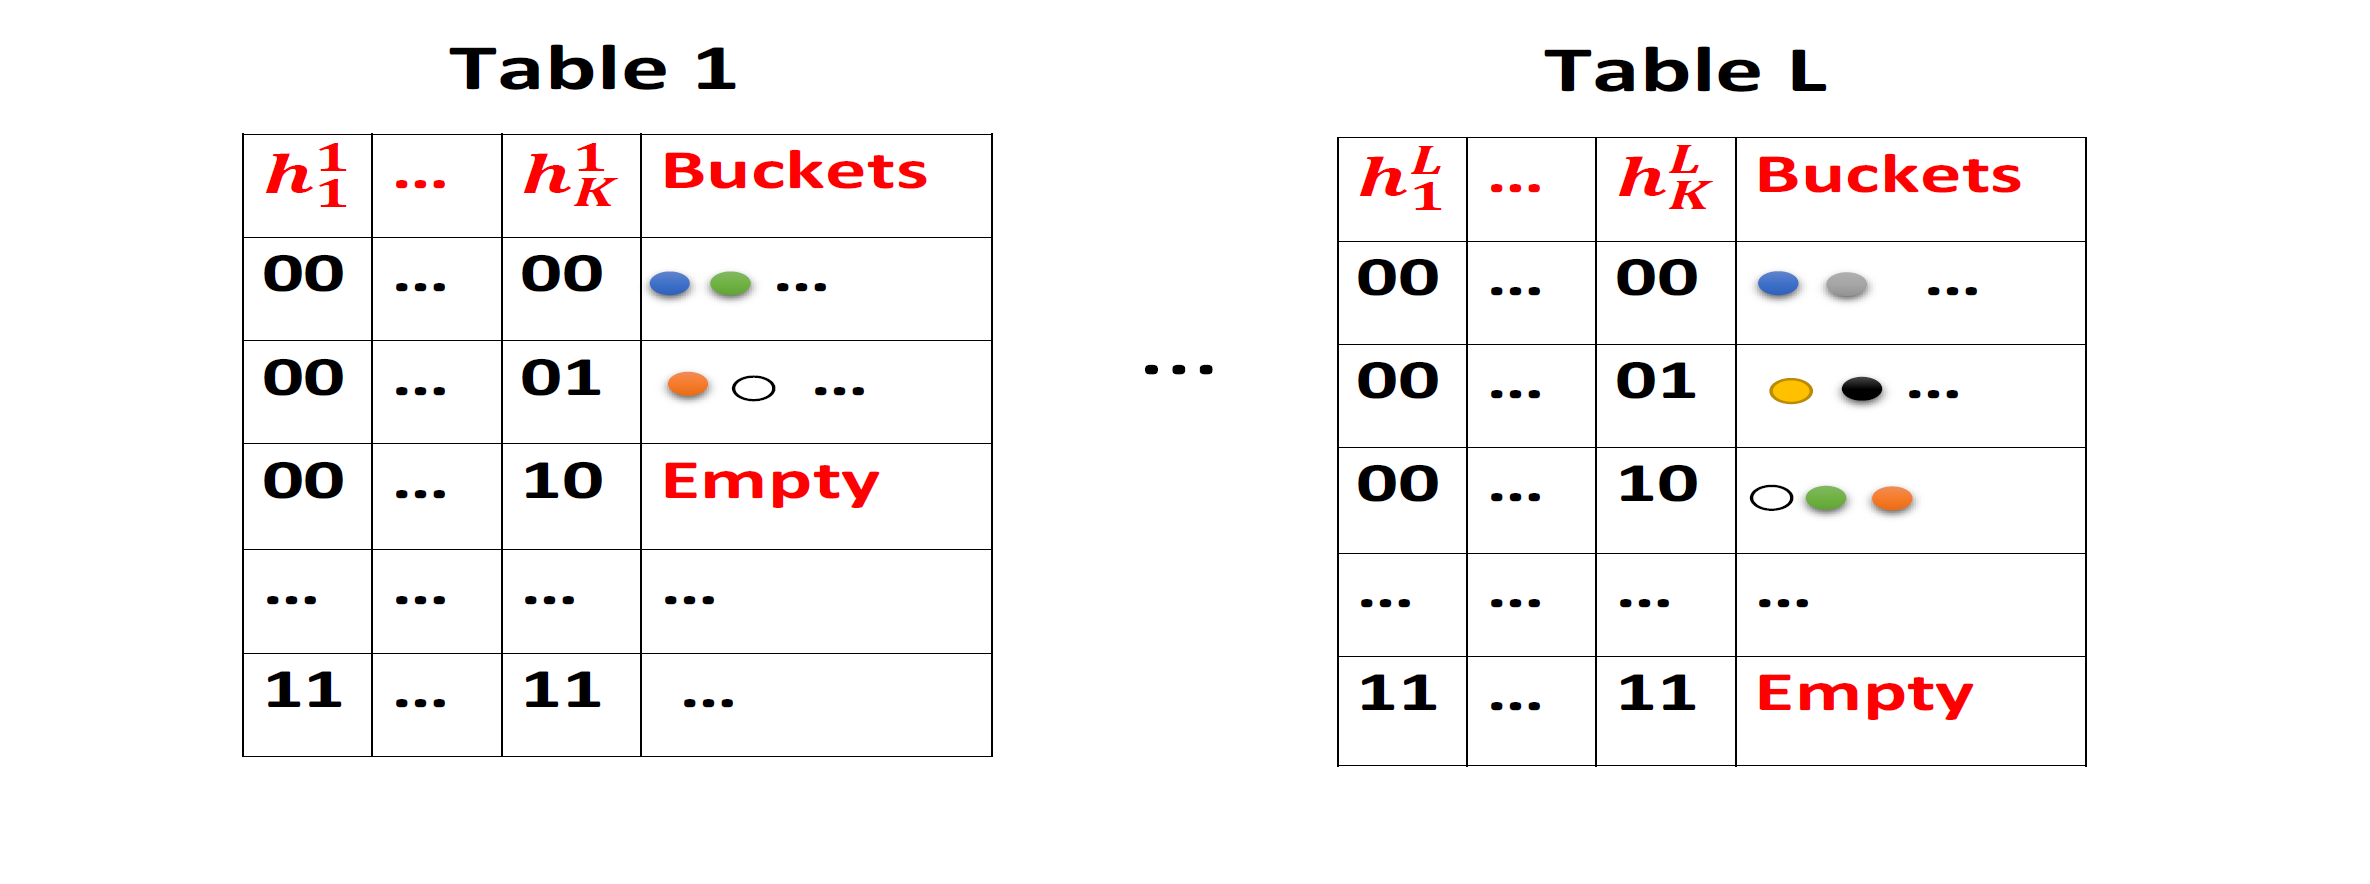 Table 1
h_1^1 ... h_K^1 Buckets
00 ... 00 ...
00 ... 01 ...
00 ... 10 Empty
... ... ... ...
11 ... 11 ...
...
Table L
h_1^L ... h_K^L Buckets
00 ... 00 ...
00 ... 01 ...
00 ... 10
... ... ... ...
11 ... 11 Empty